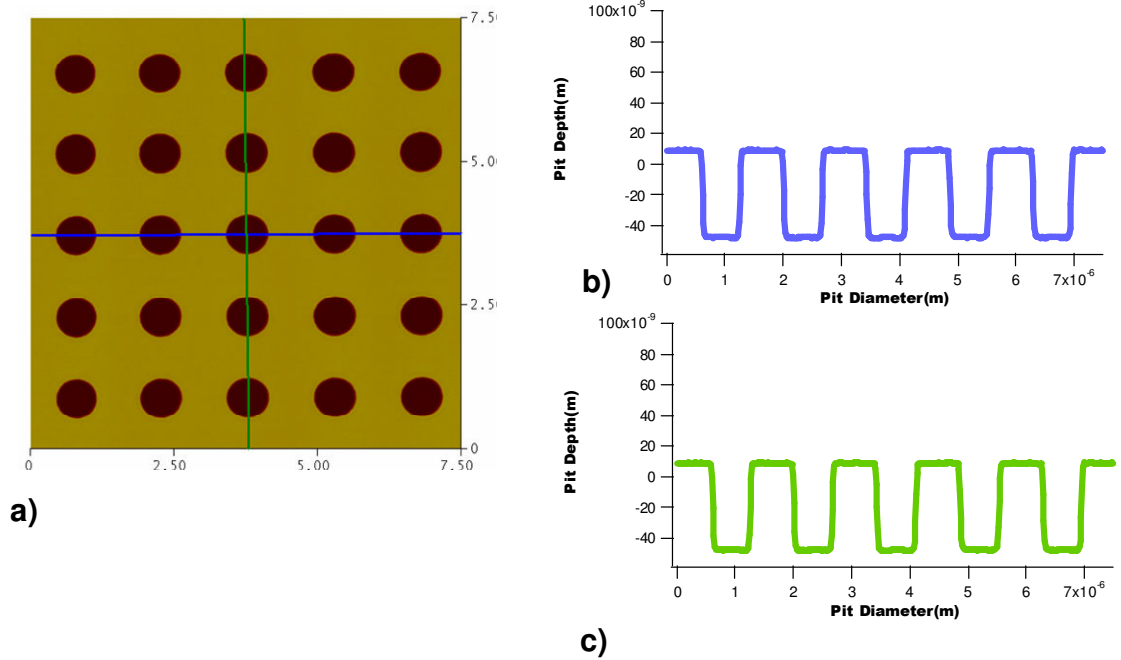 7.50
5.00
2.50
0
0 2.50 5.00 7.50
a)
100x10-9
80
60
40
20
0
-20
-40
Pit Depth(m)
0 1 2 3 4 5 6 7x10-6
Pit Diameter(m)
b)
100x10-9
80
60
40
20
0
-20
-40
Pit Depth(m)
0 1 2 3 4 5 6 7x10-6
Pit Diameter(m)
c)